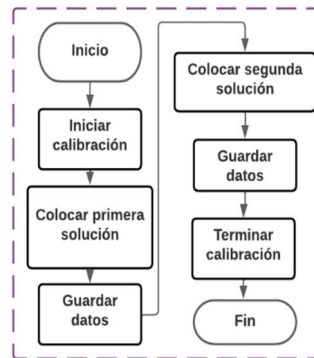 Inicio
Iniciar
calibración
Colocar primera
solución
Guardar
datos
Colocar segunda
solución
Guardar
datos
Terminar
calibración
Fin